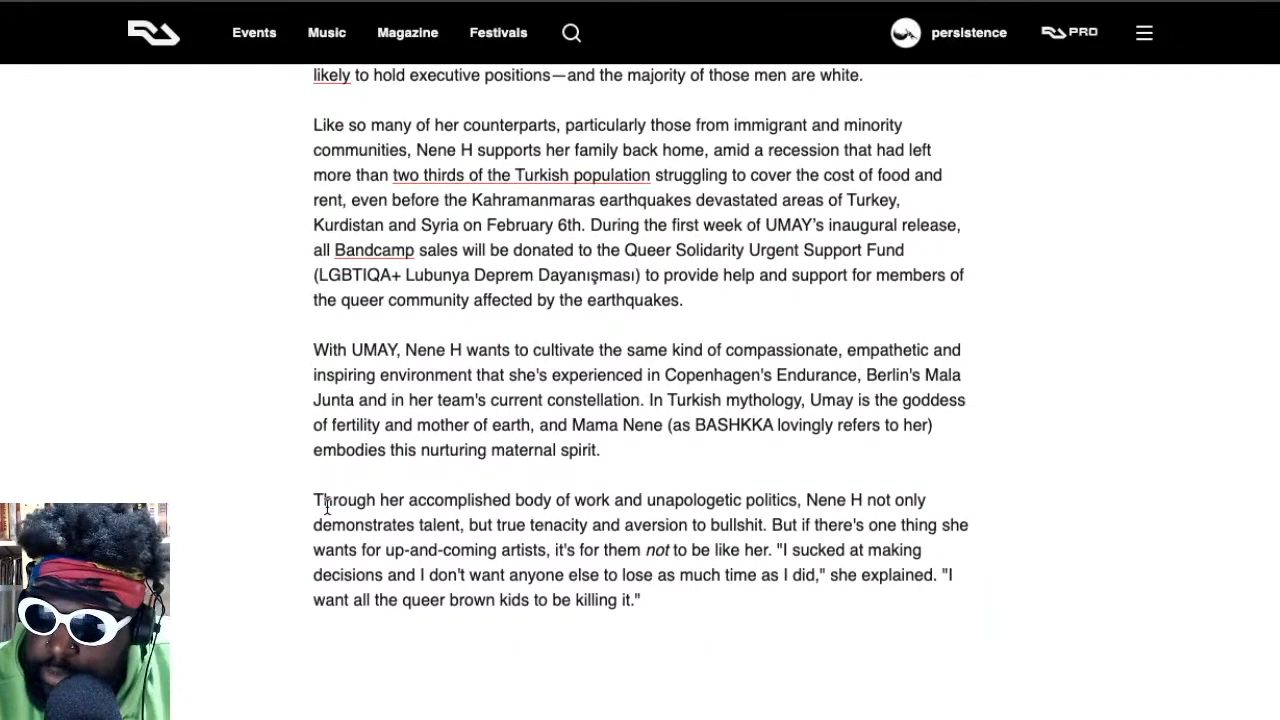 Events Music Magazine Festivals persistence PRO
likely to hold executive positions—and the majority of those men are white.
Like so many of her counterparts, particularly those from immigrant and minority
communities, Nene H supports her family back home, amid a recession that had left
more than two thirds of the Turkish population struggling to cover the cost of food and
rent, even before the Kahramanmaras earthquakes devastated areas of Turkey,
Kurdistan and Syria on February 6th. During the first week of UMAY's inaugural release,
all Bandcamp sales will be donated to the Queer Solidarity Urgent Support Fund
(LGBTIQA+ Lubunya Deprem Dayanışması) to provide help and support for members of
the queer community affected by the earthquakes.
With UMAY, Nene H wants to cultivate the same kind of compassionate, empathetic and
inspiring environment that she's experienced in Copenhagen's Endurance, Berlin's Mala
Junta and in her team's current constellation. In Turkish mythology, Umay is the goddess
of fertility and mother of earth, and Mama Nene (as BASHKKA lovingly refers to her)
embodies this nurturing maternal spirit.
Through her accomplished body of work and unapologetic politics, Nene H not only
demonstrates talent, but true tenacity and aversion to bullshit. But if there's one thing she
wants for up-and-coming artists, it's for them not to be like her. "I sucked at making
decisions and I don't want anyone else to lose as much time as I did," she explained. "I
want all the queer brown kids to be killing it."